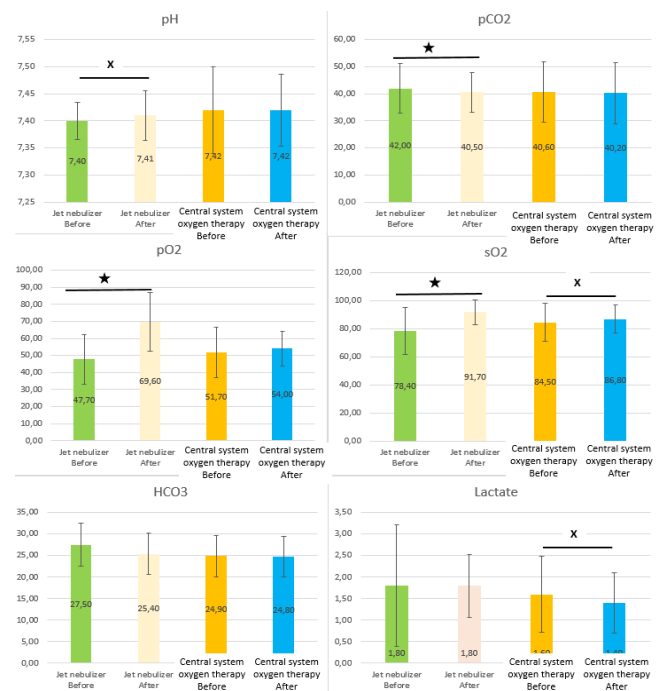 pH
7,55
7,50
7,45
7,40
7,35
7,30
7,25
x
7,40
7,41
7,42
7,42
Jet nebulizer
Before
Jet nebulizer
After
Central system
oxygen therapy
Before
Central system
oxygen therapy
After
pCO2
60,00
50,00
40,00
30,00
20,00
10,00
0,00
★
42,00
40,50
40,60
40,20
Jet nebulizer
Before
Jet nebulizer
After
Central system
oxygen therapy
Before
Central system
oxygen therapy
After
pO2
100,00
90,00
80,00
70,00
60,00
50,00
40,00
30,00
20,00
10,00
0,00
★
47,70
69,60
51,70
54,00
Jet nebulizer
Before
Jet nebulizer
After
Central system
oxygen therapy
Before
Central system
oxygen therapy
After
sO2
120,00
100,00
80,00
60,00
40,00
20,00
0,00
★
x
78,40
91,70
84,50
86,80
Jet nebulizer
Before
Jet nebulizer
After
Central system
oxygen therapy
Before
Central system
oxygen therapy
After
HCO3
35,00
30,00
25,00
20,00
15,00
10,00
5,00
0,00
27,50
25,40
24,90
24,80
Jet nebulizer
Before
Jet nebulizer
After
Central system
oxygen therapy
Before
Central system
oxygen therapy
After
Lactate
3,50
3,00
2,50
2,00
1,50
1,00
0,50
0,00
x
1,80
1,80
1,60
1,40
Jet nebulizer
Before
Jet nebulizer
After
Central system
oxygen therapy
Before
Central system
oxygen therapy
After